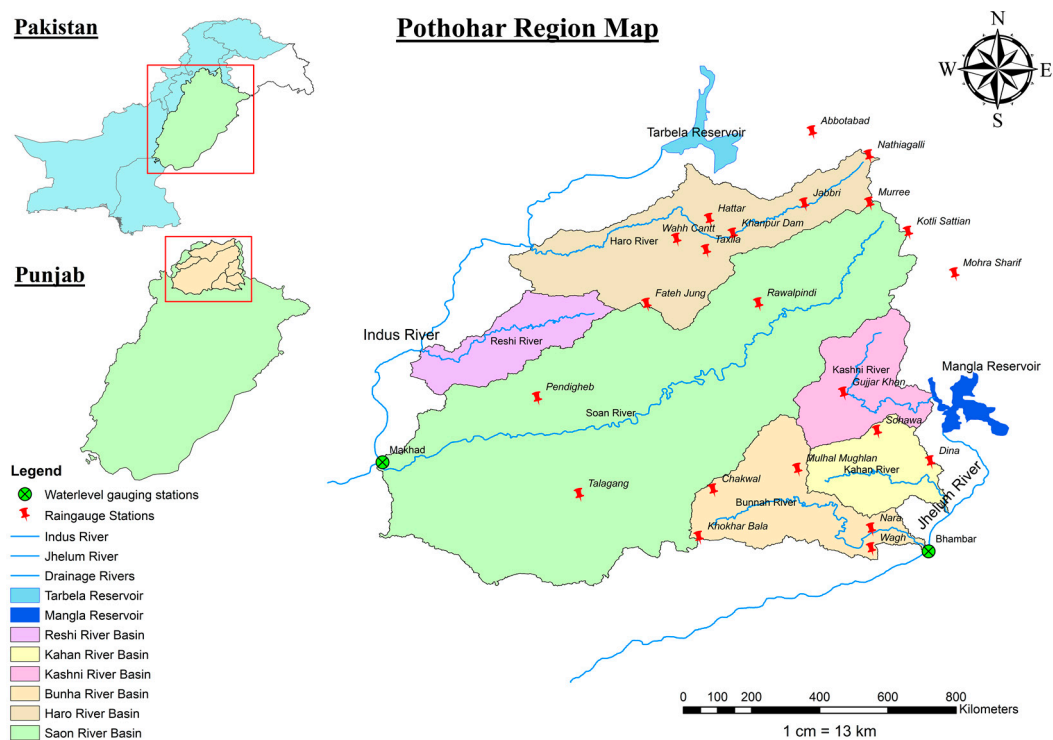 Pakistan
Pothohar Region Map
N
W E
S
Abbotabad
Tarbela Reservoir
Nathiagalli
Jabbri
Murree
Hattar
Khanpur Dam
Kotli Sattian
Wahh Cantt
Haro River
Taxila
Punjab
Mohra Sharif
Fateh Jung
Rawalpindi
Indus River
Reshi River
Kashni River
Mangla Reservoir
Gujjar Khan
Pendigheb
Soan River
Sohawa
Makhad
Mulhal Mughlan
Dina
Kahan River
Talagang
Chakwal
Bunnah River
Jhelum River
Khokhar Bala
Nara
Wagh
Bhambar
Legend
Waterlevel gauging stations
Raingauge Stations
Indus River
Jhelum River
Drainage Rivers
Tarbela Reservoir
Mangla Reservoir
Reshi River Basin
Kahan River Basin
Kashni River Basin
Bunha River Basin
Haro River Basin
Saon River Basin
0 100 200 400 600 800
Kilometers
1 cm = 13 km